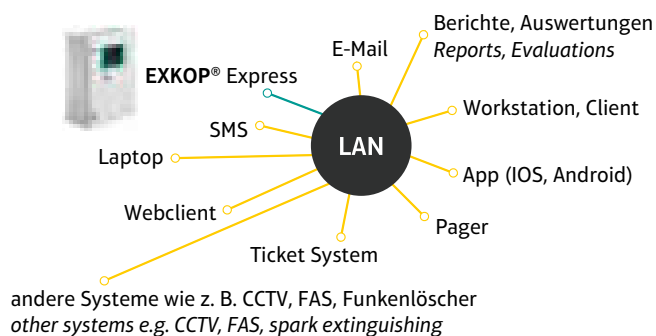 Berichte, Auswertungen
Reports, Evaluations
E-Mail
EXKOP® Express
Workstation, Client
SMS
LAN
Laptop
App (IOS, Android)
Webclient
Pager
Ticket System
andere Systeme wie z. B. CCTV, FAS, Funkenlöscher
other systems e.g. CCTV, FAS, spark extinguishing